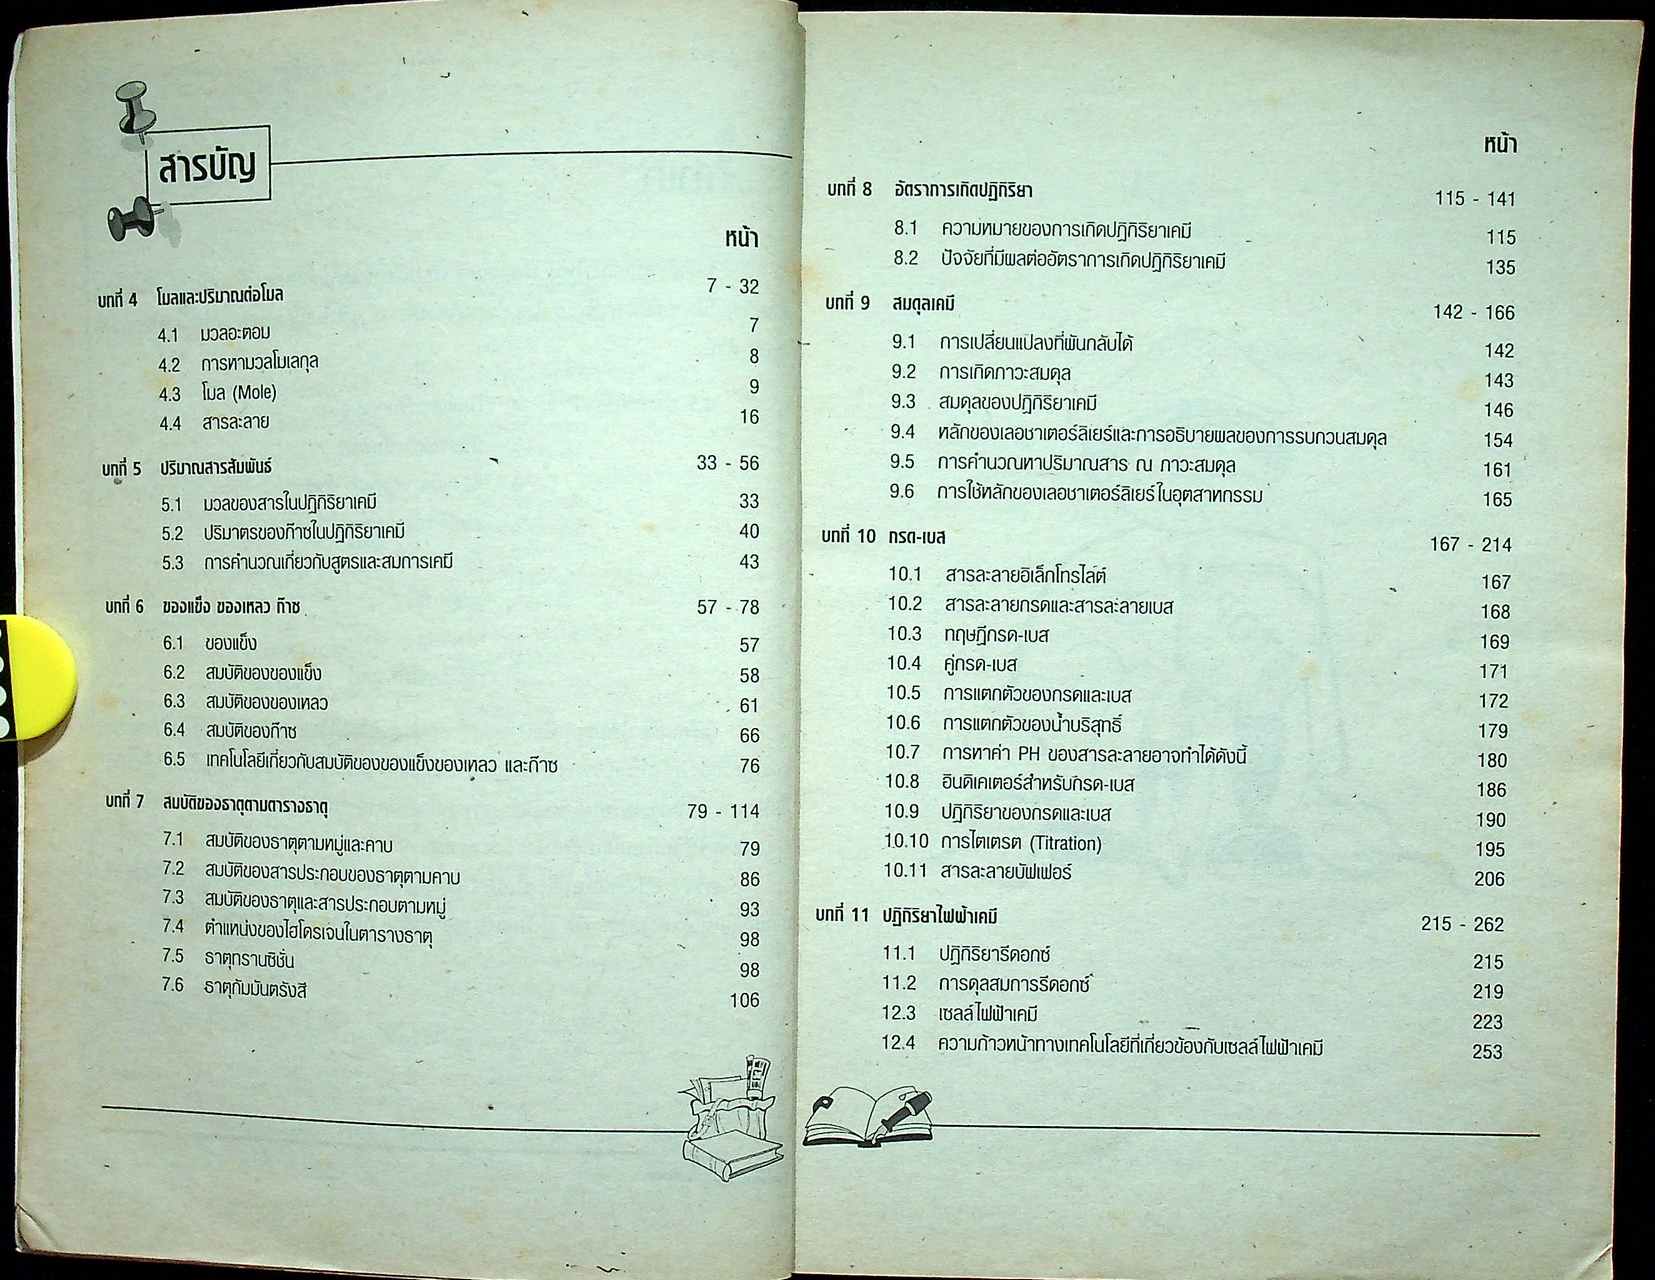 สารบัญ
หน้า
บทที่ 4 โมลและปริมาณต่อโมล 7 - 32
4.1 มวลอะตอม 7
4.2 การหามวลโมเลกุล 8
4.3 โมล (Mole) 9
4.4 สารละลาย 16
บทที่ 5 ปริมาณสารสัมพันธ์ 33 - 56
5.1 มวลของสารในปฏิกิริยาเคมี 33
5.2 ปริมาตรของก๊าซในปฏิกิริยาเคมี 40
5.3 การคำนวณเกี่ยวกับสูตรและสมการเคมี 43
บทที่ 6 ของแข็ง ของเหลว ก๊าซ 57 - 78
6.1 ของแข็ง 57
6.2 สมบัติของของแข็ง 58
6.3 สมบัติของของเหลว 61
6.4 สมบัติของก๊าซ 66
6.5 เทคโนโลยีเกี่ยวกับสมบัติของของแข็งของเหลว และก๊าซ 76
บทที่ 7 สมบัติของธาตุตามตารางธาตุ 79 - 114
7.1 สมบัติของธาตุตามหมู่และคาบ 79
7.2 สมบัติของสารประกอบของธาตุตามคาบ 86
7.3 สมบัติของธาตุและสารประกอบตามหมู่ 93
7.4 ตำแหน่งของไฮโดรเจนในตารางธาตุ 98
7.5 ธาตุทรานซิชั่น 98
7.6 ธาตุกัมมันตรังสี 106
หน้า
บทที่ 8 อัตราการเกิดปฏิกิริยา 115 - 141
8.1 ความหมายของการเกิดปฏิกิริยาเคมี 115
8.2 ปัจจัยที่มีผลต่ออัตราการเกิดปฏิกิริยาเคมี 135
บทที่ 9 สมดุลเคมี 142 - 166
9.1 การเปลี่ยนแปลงที่ผันกลับได้ 142
9.2 การเกิดภาวะสมดุล 143
9.3 สมดุลของปฏิกิริยาเคมี 146
9.4 หลักของเลอชาเตอร์ลิเยร์และการอธิบายผลของการรบกวนสมดุล 154
9.5 การคำนวณหาปริมาณสาร ณ ภาวะสมดุล 161
9.6 การใช้หลักของเลอชาเตอร์ลิเยร์ในอุตสาหกรรม 165
บทที่ 10 กรด-เบส 167 - 214
10.1 สารละลายอิเล็กโทรไลต์ 167
10.2 สารละลายกรดและสารละลายเบส 168
10.3 ทฤษฎีกรด-เบส 169
10.4 คู่กรด-เบส 171
10.5 การแตกตัวของกรดและเบส 172
10.6 การแตกตัวของน้ำบริสุทธิ์ 179
10.7 การหาค่า PH ของสารละลายอาจทำได้ดังนี้ 180
10.8 อินดิเคเตอร์สำหรับกรด-เบส 186
10.9 ปฏิกิริยาของกรดและเบส 190
10.10 การไตเตรต (Titration) 195
10.11 สารละลายบัฟเฟอร์ 206
บทที่ 11 ปฏิกิริยาไฟฟ้าเคมี 215 - 262
11.1 ปฏิกิริยารีดอกซ์ 215
11.2 การดุลสมการรีดอกซ์ 219
12.3 เซลล์ไฟฟ้าเคมี 223
12.4 ความก้าวหน้าทางเทคโนโลยีที่เกี่ยวข้องกับเซลล์ไฟฟ้าเคมี 253